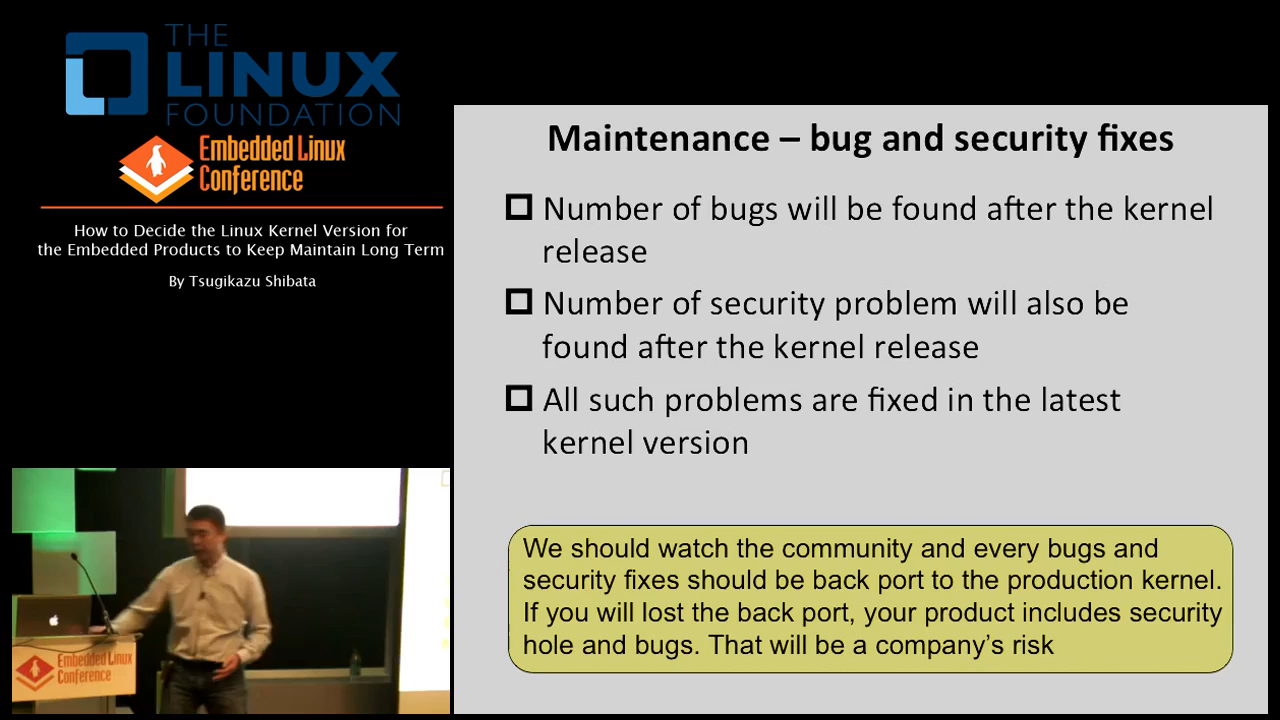 THE
LINUX
FOUNDATION
Embedded Linux
Conference
How to Decide the Linux Kernel Version for
the Embedded Products to Keep Maintain Long Term
By Tsugikazu Shibata
Maintenance – bug and security fixes
Number of bugs will be found after the kernel
release
Number of security problem will also be
found after the kernel release
All such problems are fixed in the latest
kernel version
We should watch the community and every bugs and
security fixes should be back port to the production kernel.
If you will lost the back port, your product includes security
hole and bugs. That will be a company's risk
Embedded Linux
Conference